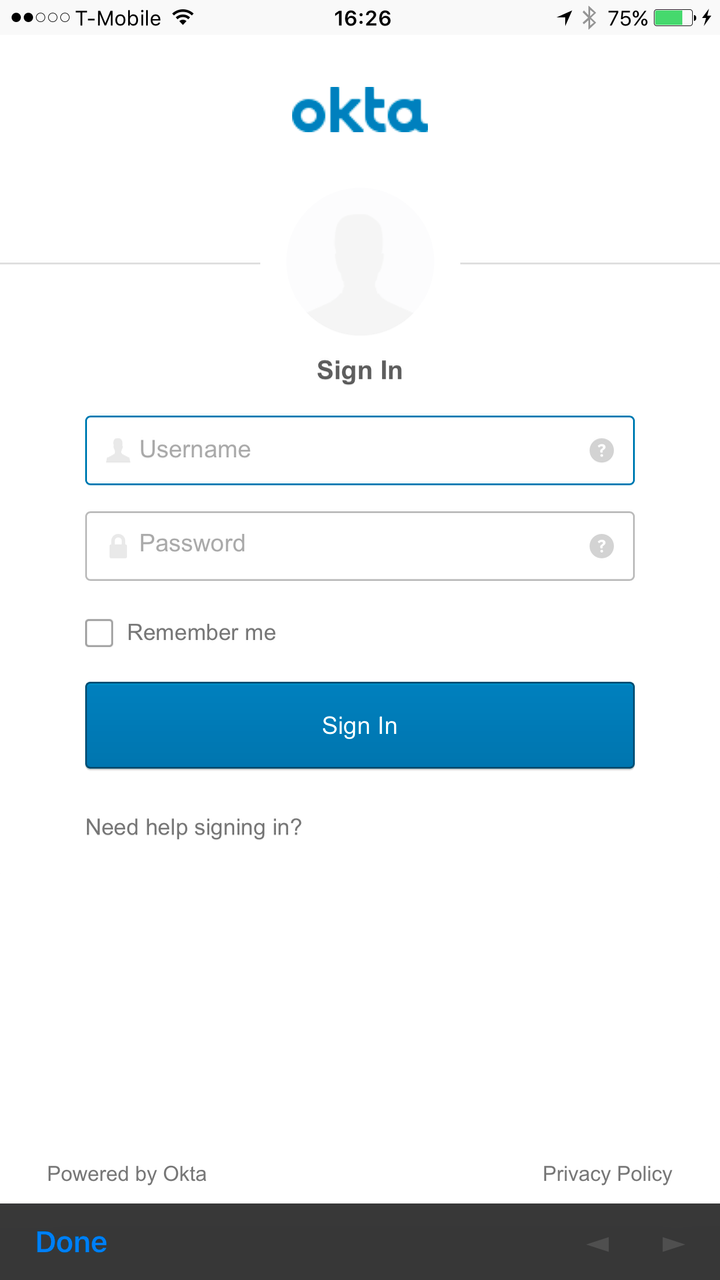 T-Mobile 16:26 75%
okta
Sign In
Username ?
Password ?
Remember me
Sign In
Need help signing in?
Powered by Okta Privacy Policy
Done